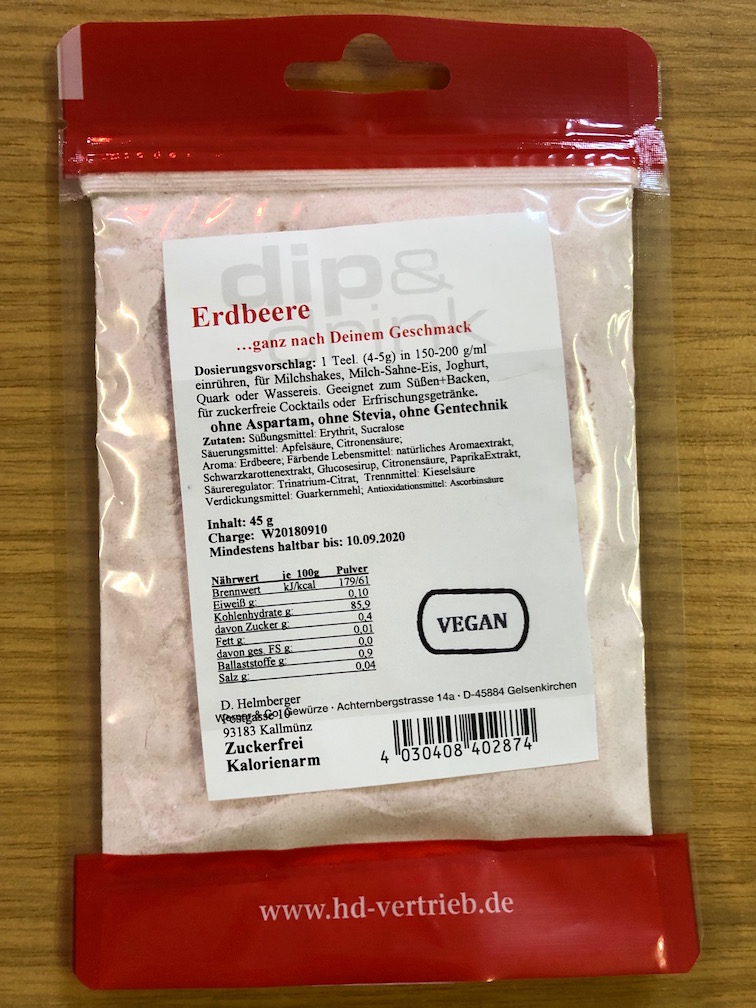 dip&
drink
Erdbeere
...ganz nach Deinem Geschmack
Dosierungsvorschlag: 1 Teel. (4-5g) in 150-200 g/ml
einrühren, für Milchshakes, Milch-Sahne-Eis, Joghurt,
Quark oder Wassereis. Geeignet zum Süßen+Backen,
für zuckerfreie Cocktails oder Erfrischungsgetränke.
ohne Aspartam, ohne Stevia, ohne Gentechnik
Zutaten: Süßungsmittel: Erythrit, Sucralose
Säuerungsmittel: Apfelsäure, Citronensäure;
Aroma: Erdbeere; Färbende Lebensmittel: natürliches Aromaextrakt,
Schwarzkarottenextrakt, Glucosesirup, Citronensäure, PaprikaExtrakt,
Säureregulator: Trinatrium-Citrat, Trennmittel: Kieselsäure
Verdickungsmittel: Guarkernmehl; Antioxidationsmittel: Ascorbinsäure
Inhalt: 45 g
Charge: W20180910
Mindestens haltbar bis: 10.09.2020
Nährwert je 100g Pulver
Brennwert kJ/kcal 179/61
Eiweiß g: 0,10
Kohlenhydrate g: 85,9
davon Zucker g: 0,4
Fett g: 0,01
davon ges. FS g: 0,0
Ballaststoffe g: 0,9
Salz g: 0,04
VEGAN
D. Helmberger
Werner & Co. Gewürze · Achternbergstrasse 14a · D-45884 Gelsenkirchen
Postgasse 10
93183 Kallmünz
Zuckerfrei
Kalorienarm
4 030408 402874
www.hd-vertrieb.de